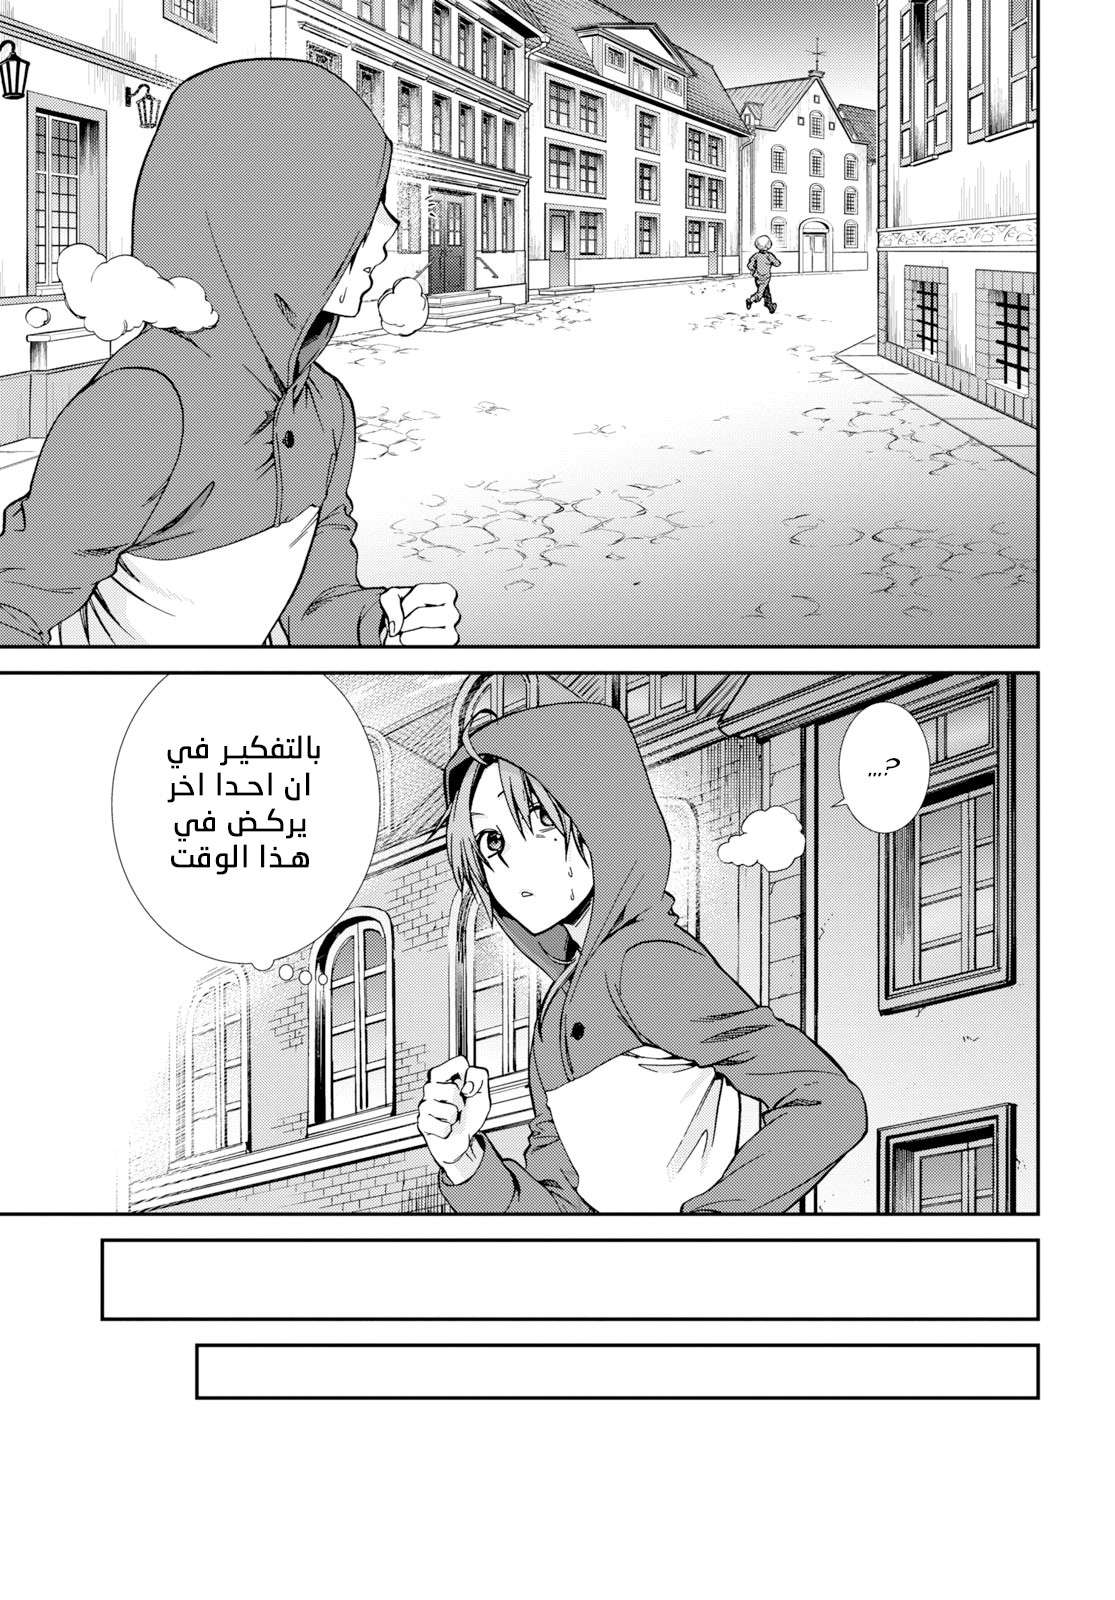 ...?
بالتفكير في
ان احدا اخر
يركض في
هذا الوقت